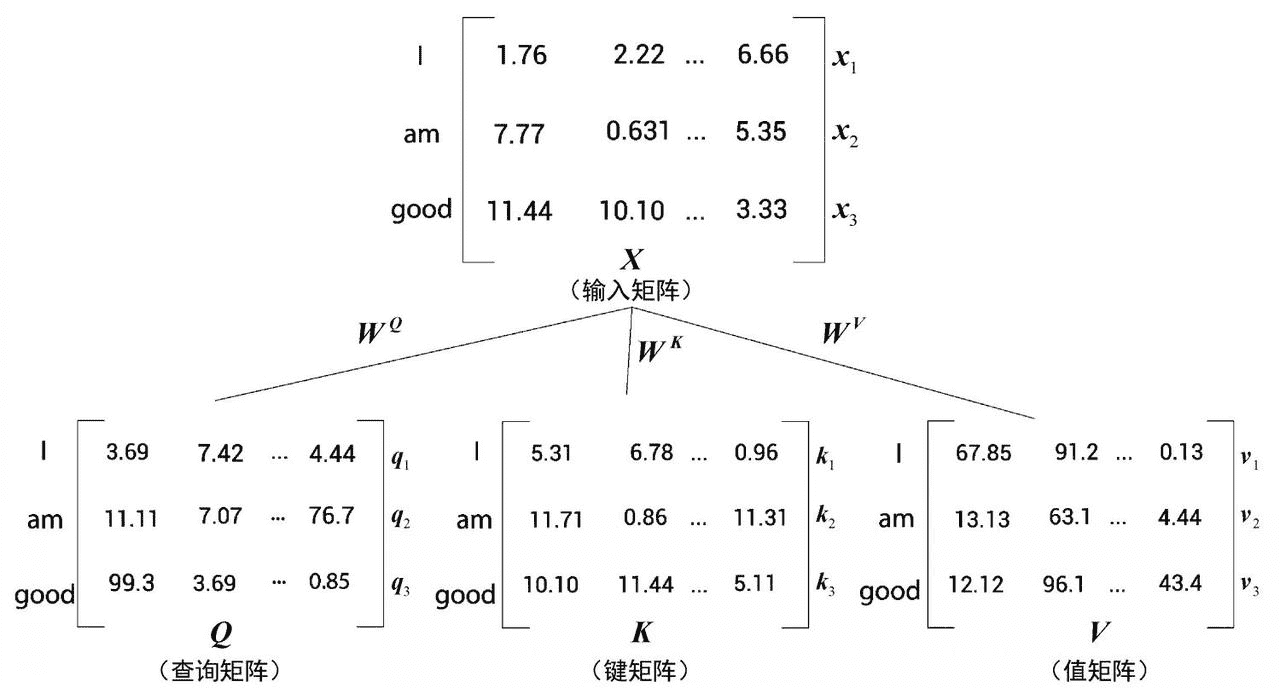 I 1.76 2.22 ... 6.66 x1
am 7.77 0.631 ... 5.35 x2
good 11.44 10.10 ... 3.33 x3
X
（输入矩阵）
W^Q W^K W^V
I 3.69 7.42 ... 4.44 q1 I 5.31 6.78 ... 0.96 k1 I 67.85 91.2 ... 0.13 v1
am 11.11 7.07 ... 76.7 q2 am 11.71 0.86 ... 11.31 k2 am 13.13 63.1 ... 4.44 v2
good 99.3 3.69 ... 0.85 q3 good 10.10 11.44 ... 5.11 k3 good 12.12 96.1 ... 43.4 v3
Q K V
（查询矩阵） （键矩阵） （值矩阵）